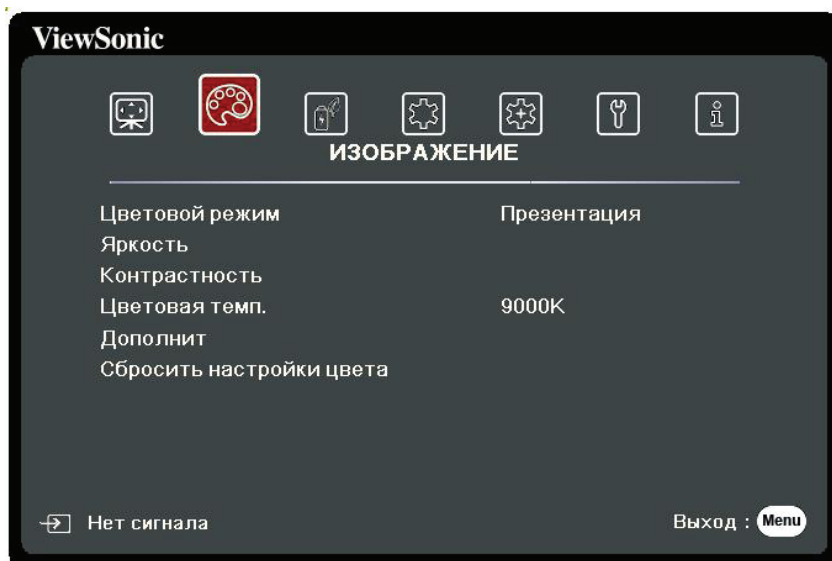 ViewSonic
ИЗОБРАЖЕНИЕ
Цветовой режим Презентация
Яркость
Контрастность
Цветовая темп. 9000K
Дополнит
Сбросить настройки цвета
Нет сигнала Выход : Menu